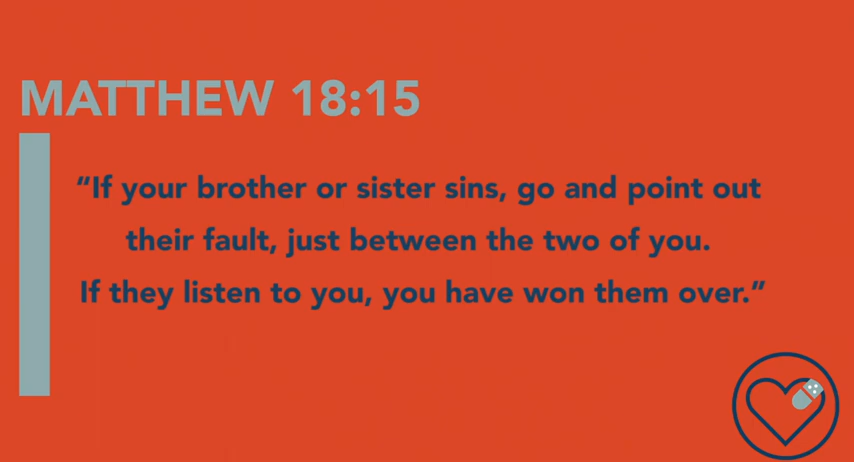 MATTHEW 18:15
“If your brother or sister sins, go and point out
their fault, just between the two of you.
If they listen to you, you have won them over.”